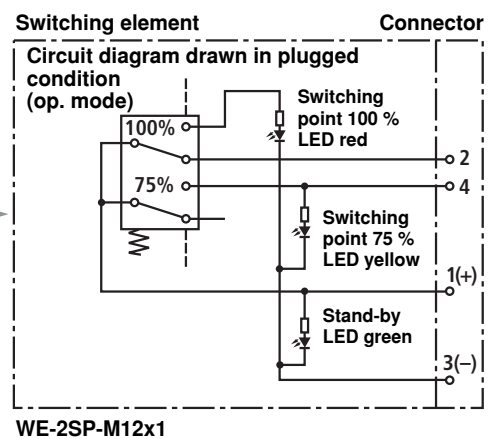 Switching element
Connector
Circuit diagram drawn in plugged
condition
(op. mode)
Switching
point 100 %
LED red
100%
2
75%
4
Switching
point 75 %
LED yellow
1(+)
Stand-by
LED green
3(−)
WE-2SP-M12x1